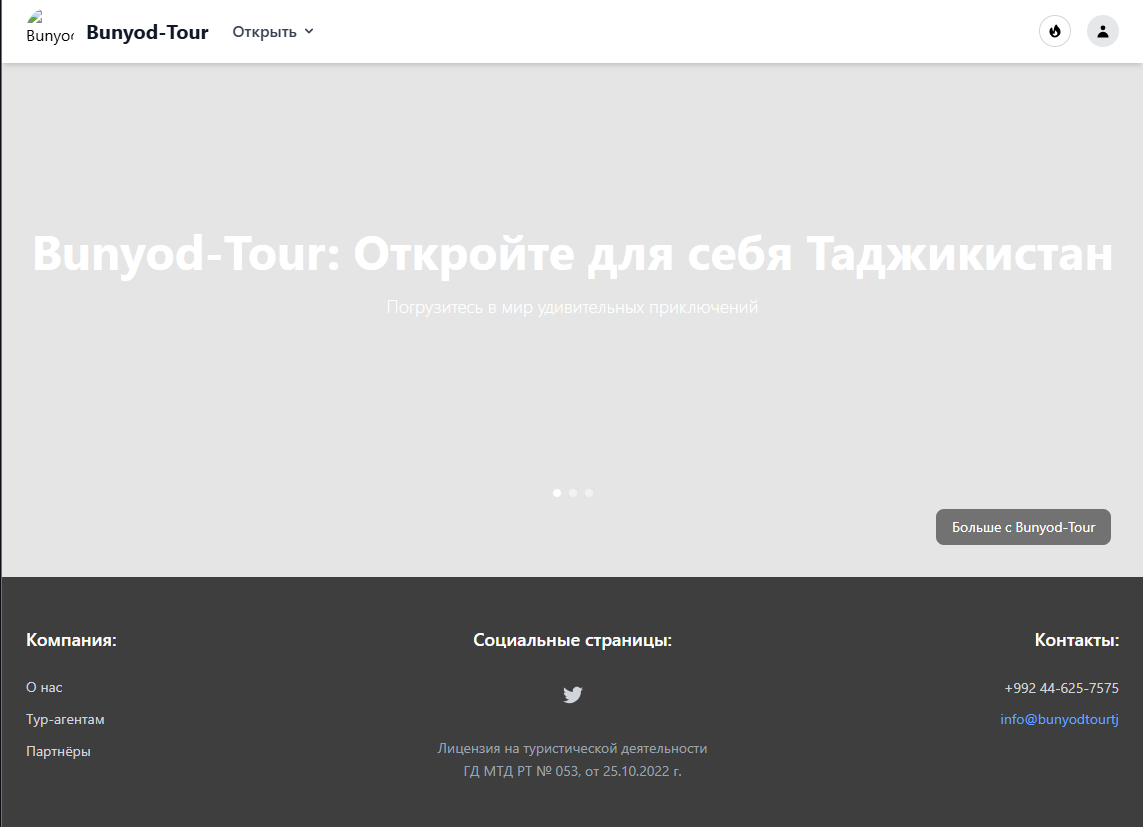 Bunyod-Tour
Открыть
Bunyod-Tour: Откройте для себя Таджикистан
Погрузитесь в мир удивительных приключений
Больше с Bunyod-Tour
Компания:
О нас
Тур-агентам
Партнёры
Социальные страницы:
Лицензия на туристической деятельности
ГД МТД РТ № 053, от 25.10.2022 г.
Контакты:
+992 44-625-7575
info@bunyodtourtj